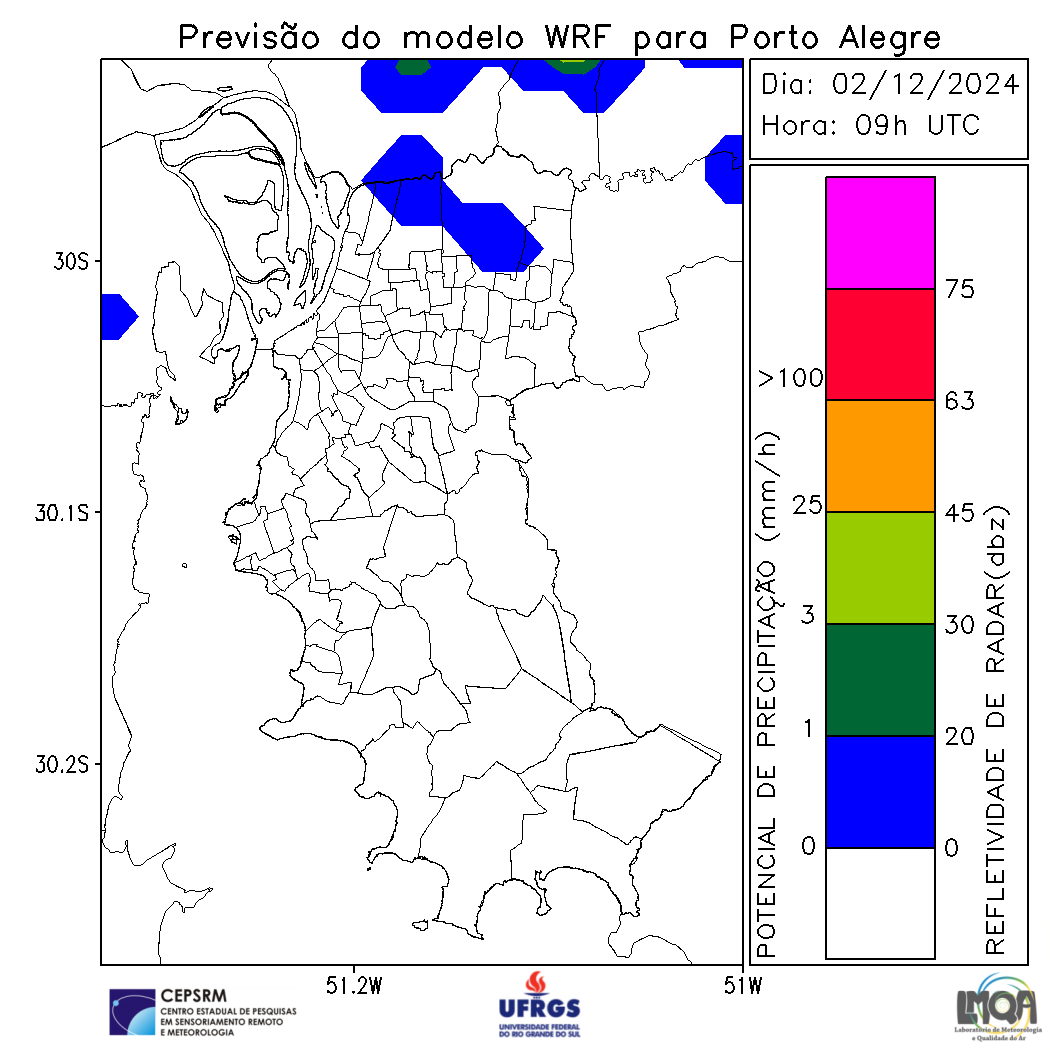 Previsão do modelo WRF para Porto Alegre
Dia: 02/12/2024
Hora: 09h UTC
30S
30.1S
30.2S
51.2W
51W
POTENCIAL DE PRECIPITAÇÃO (mm/h)
>100
25
3
1
0
75
63
45
30
20
0
REFLETIVIDADE DE RADAR(dbz)
CEPSRM
CENTRO ESTADUAL DE PESQUISAS
EM SENSORIAMENTO REMOTO
E METEOROLOGIA
UFRGS
UNIVERSIDADE FEDERAL
DO RIO GRANDE DO SUL
LMQA
Laboratório de Meteorologia
e Qualidade do Ar